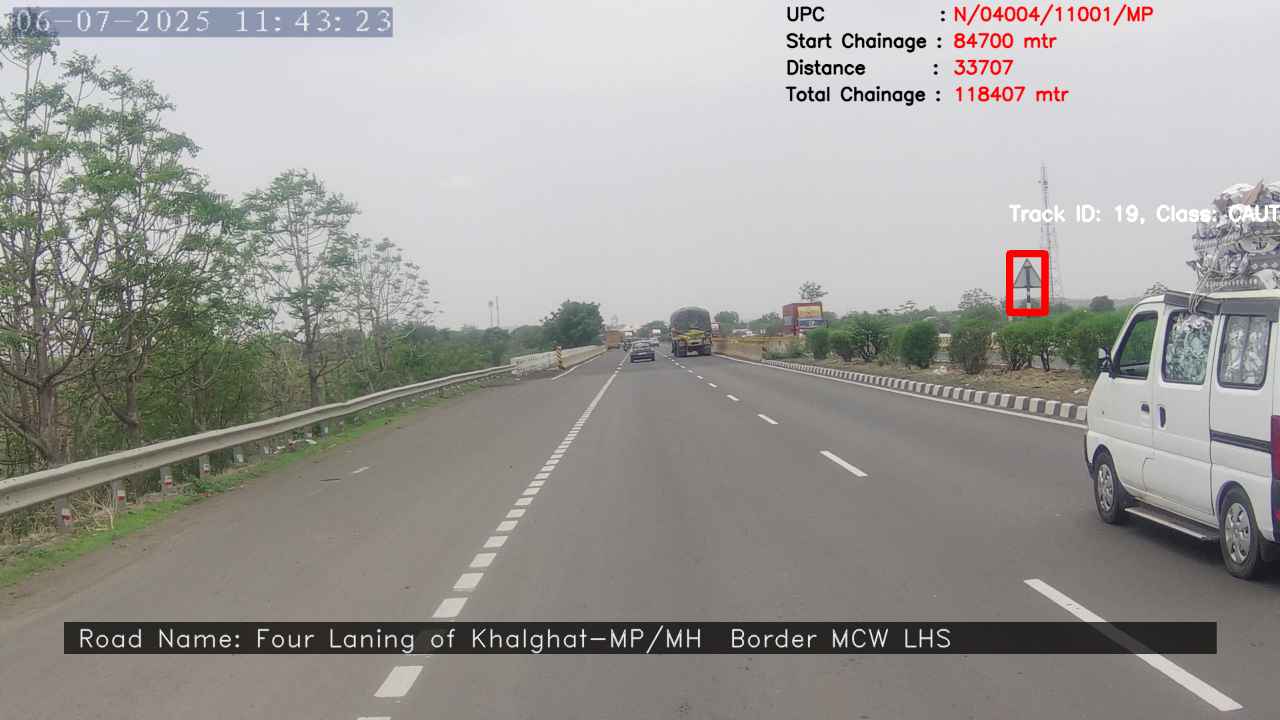 06-07-2025 11:43:23
UPC : N/04004/11001/MP
Start Chainage : 84700 mtr
Distance : 33707
Total Chainage : 118407 mtr
Track ID: 19, Class: CAUT
Road Name: Four Laning of Khalghat-MP/MH Border MCW LHS